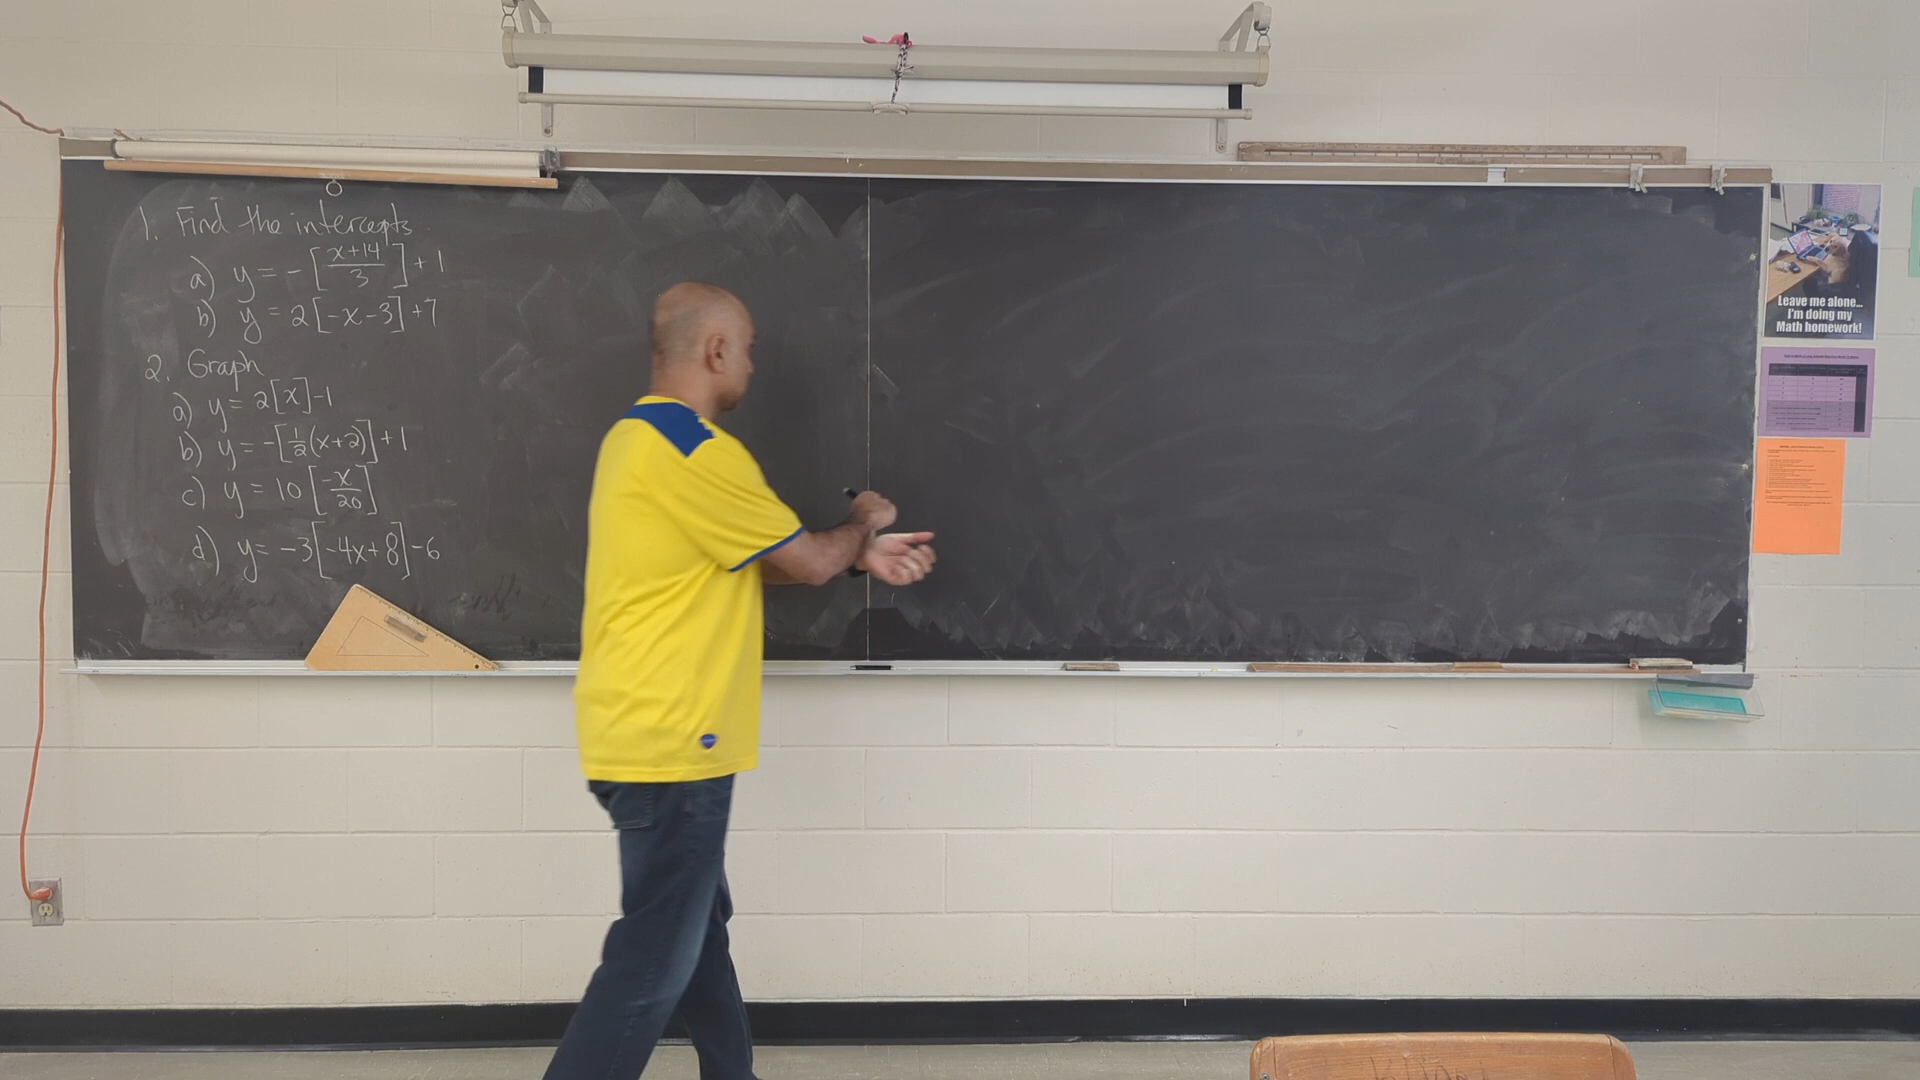 1. Find the intercepts
a) y = -[x+14/3] + 1
b) y = 2[-x-3] + 7
2. Graph
a) y = 2[x] - 1
b) y = -[1/2(x+2)] + 1
c) y = 10[-x/20]
d) y = -3[-4x+8] - 6
Leave me alone...
I'm doing my
Math homework!